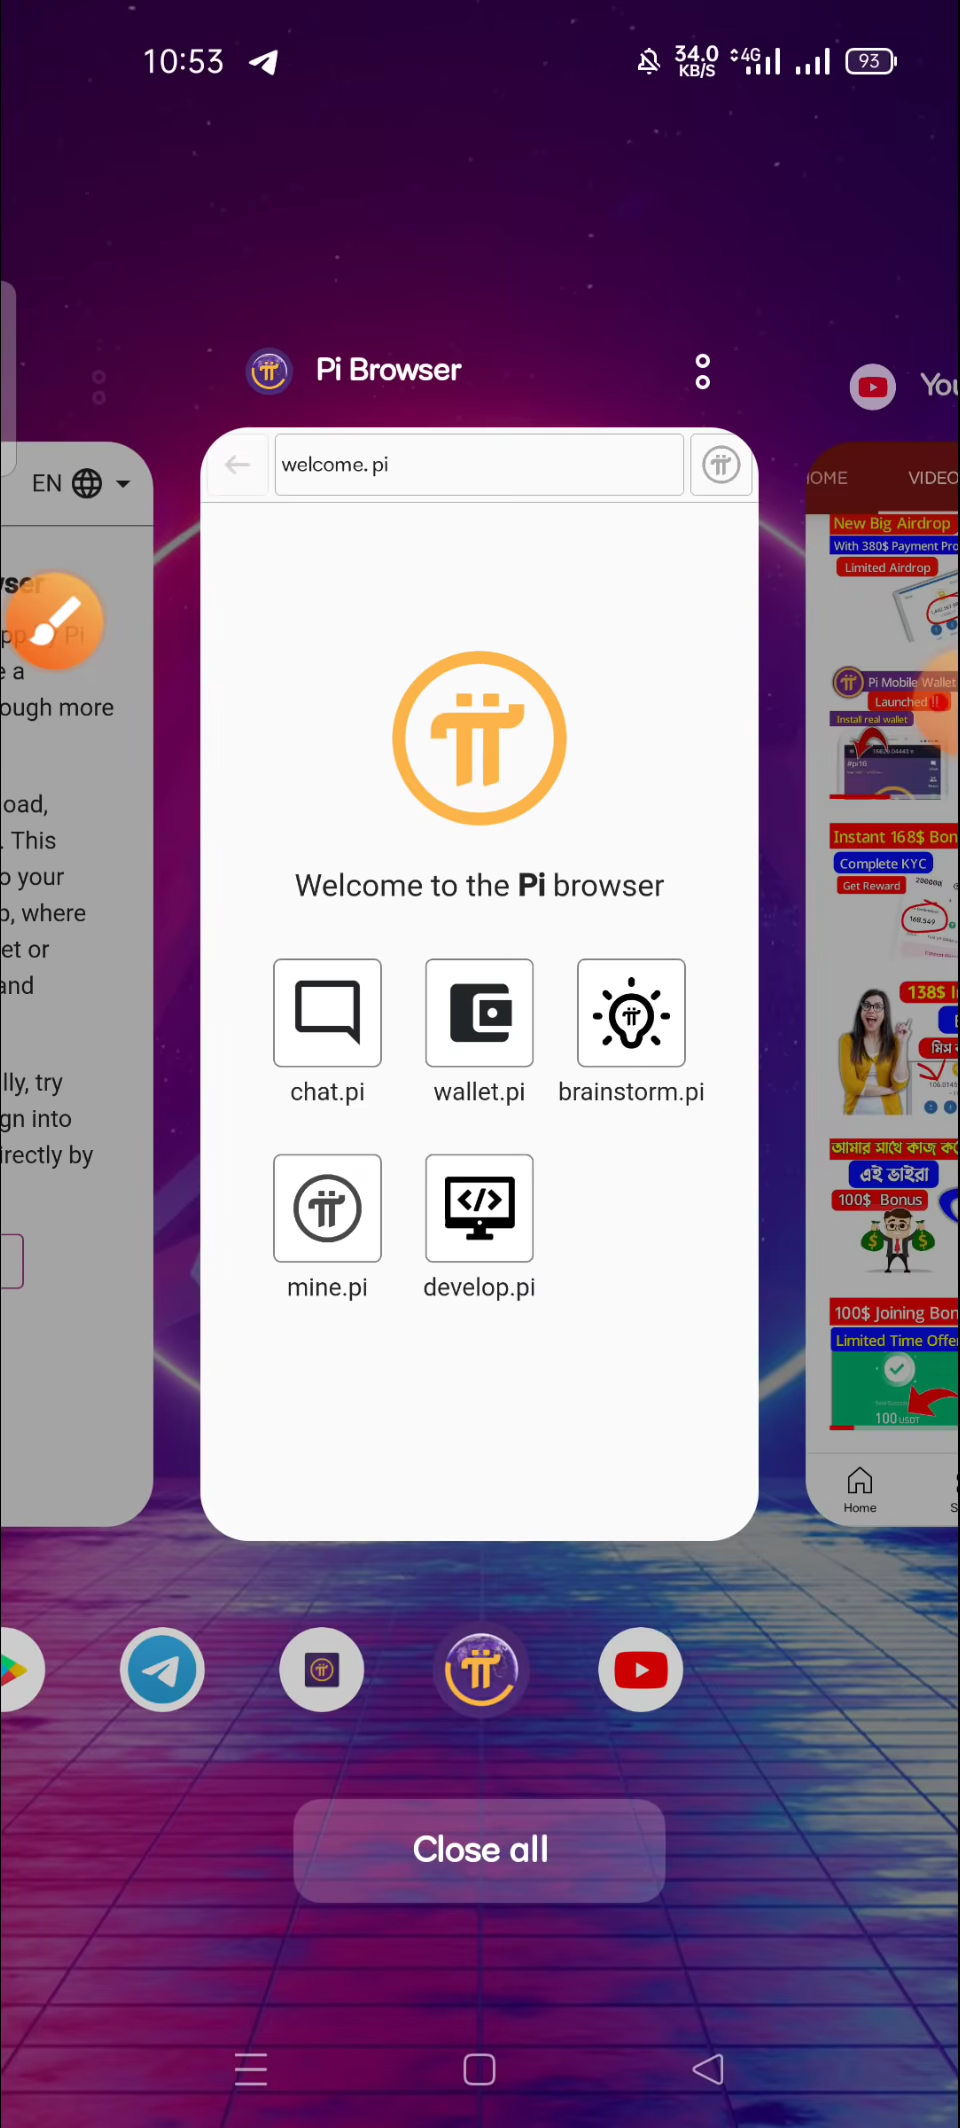 10:53
34.0
KB/S
4G
93
Pi Browser
EN
welcome.pi
HOME
VIDEO
New Big Airdrop
With 380$ Payment Pro
Limited Airdrop
ough more
Pi Mobile Wallet
Launched !!
Install real wallet
oad,
. This
o your
, where
et or
and
Instant 168$ Bon
Complete KYC
Get Reward
Welcome to the Pi browser
138$
chat.pi
wallet.pi
brainstorm.pi
lly, try
gn into
irectly by
আমার সাথে কাজ
এই ভাইরা
100$ Bonus
mine.pi
develop.pi
100$ Joining Bon
Limited Time Offe
100 USDT
Home
Close all